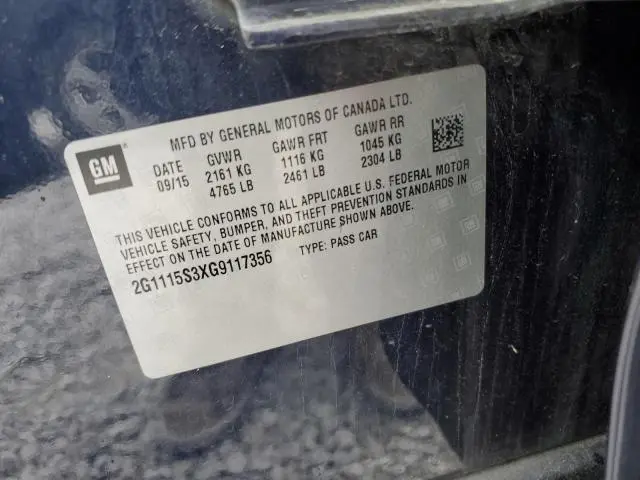 MFD BY GENERAL MOTORS OF CANADA LTD.
GM
DATE GVWR GAWR FRT GAWR RR
09/15 2161 KG 1116 KG 1045 KG
4765 LB 2461 LB 2304 LB
THIS VEHICLE CONFORMS TO ALL APPLICABLE U.S. FEDERAL MOTOR
VEHICLE SAFETY, BUMPER, AND THEFT PREVENTION STANDARDS IN
EFFECT ON THE DATE OF MANUFACTURE SHOWN ABOVE.
2G1115S3XG9117356 TYPE: PASS CAR